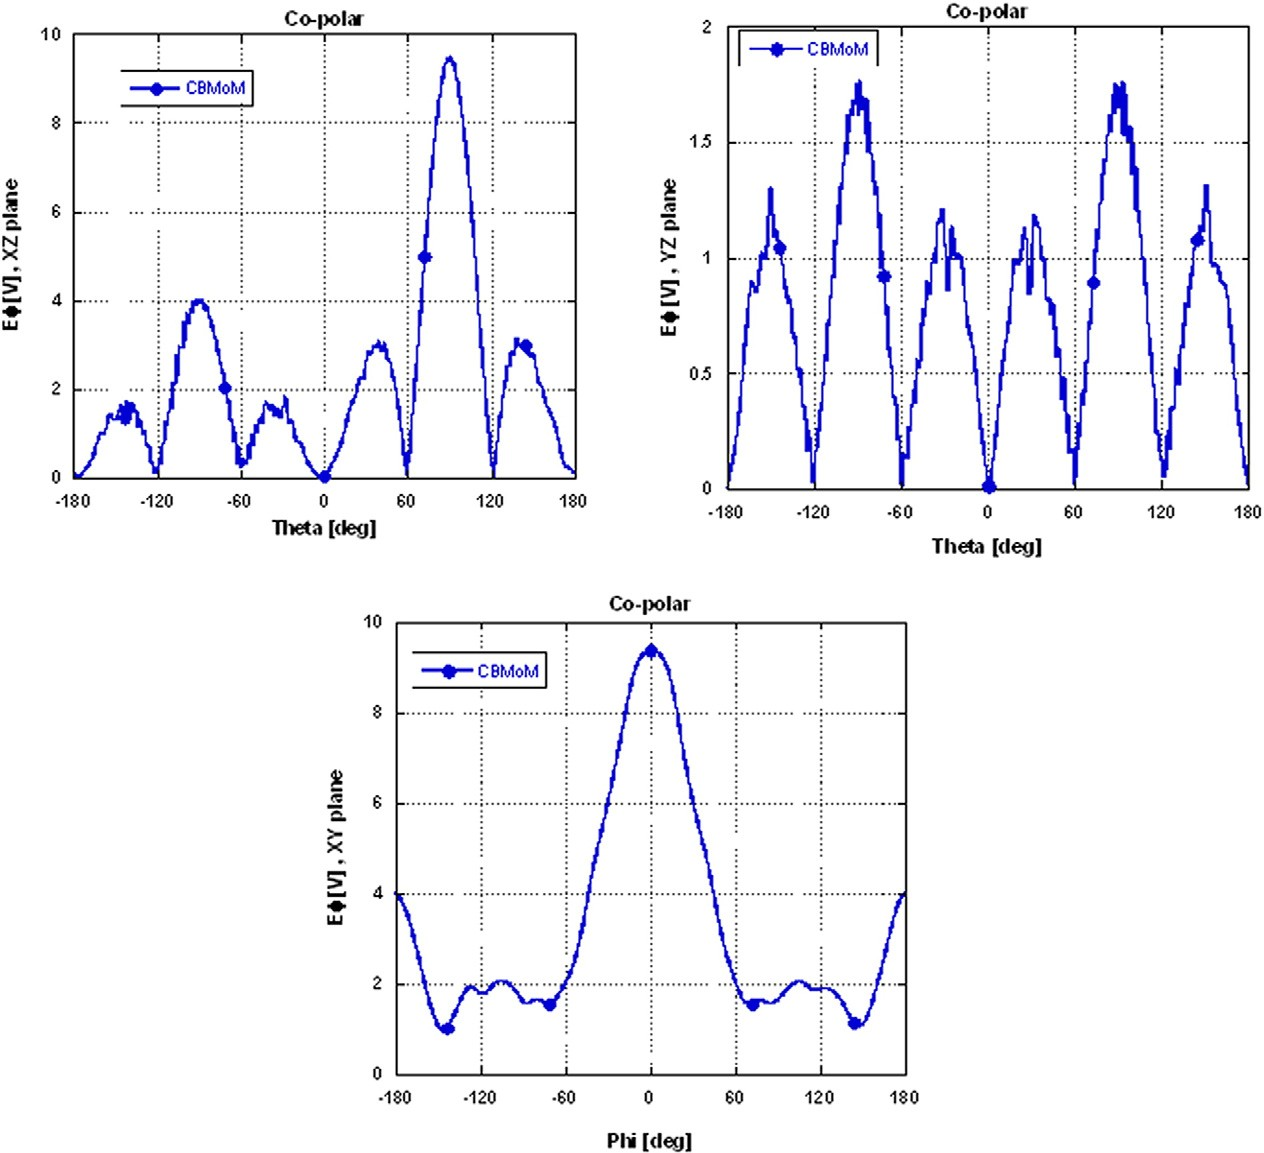 Co-polar
10
8
6
4
2
0
CBMoM
EΦ[V] , XZ plane
-180 -120 -60 0 60 120 180
Theta [deg]
Co-polar
2
1.5
1
0.5
0
CBMoM
EΦ[V] , YZ plane
-180 -120 -60 0 60 120 180
Theta [deg]
Co-polar
10
8
6
4
2
0
CBMoM
EΦ[V] , XY plane
-180 -120 -60 0 60 120 180
Phi [deg]